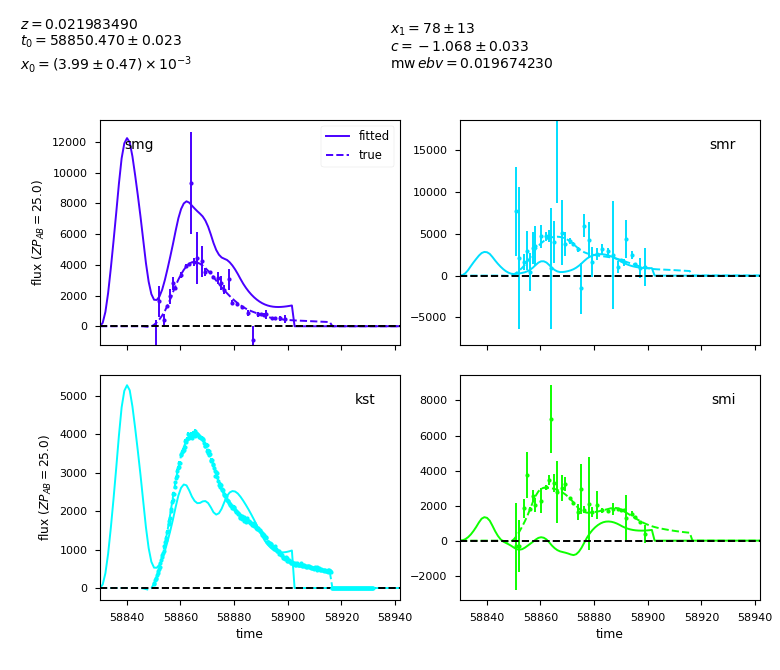 z = 0.021983490
t₀ = 58850.470 ± 0.023
x₀ = (3.99 ± 0.47) × 10⁻³
x₁ = 78 ± 13
c = −1.068 ± 0.033
mw ebv = 0.019674230
smg
fitted
true
12000
10000
8000
6000
4000
2000
0
flux (ZP_AB = 25.0)
smr
15000
10000
5000
0
−5000
kst
5000
4000
3000
2000
1000
0
flux (ZP_AB = 25.0)
58840 58860 58880 58900 58920 58940
time
smi
8000
6000
4000
2000
0
−2000
58840 58860 58880 58900 58920 58940
time